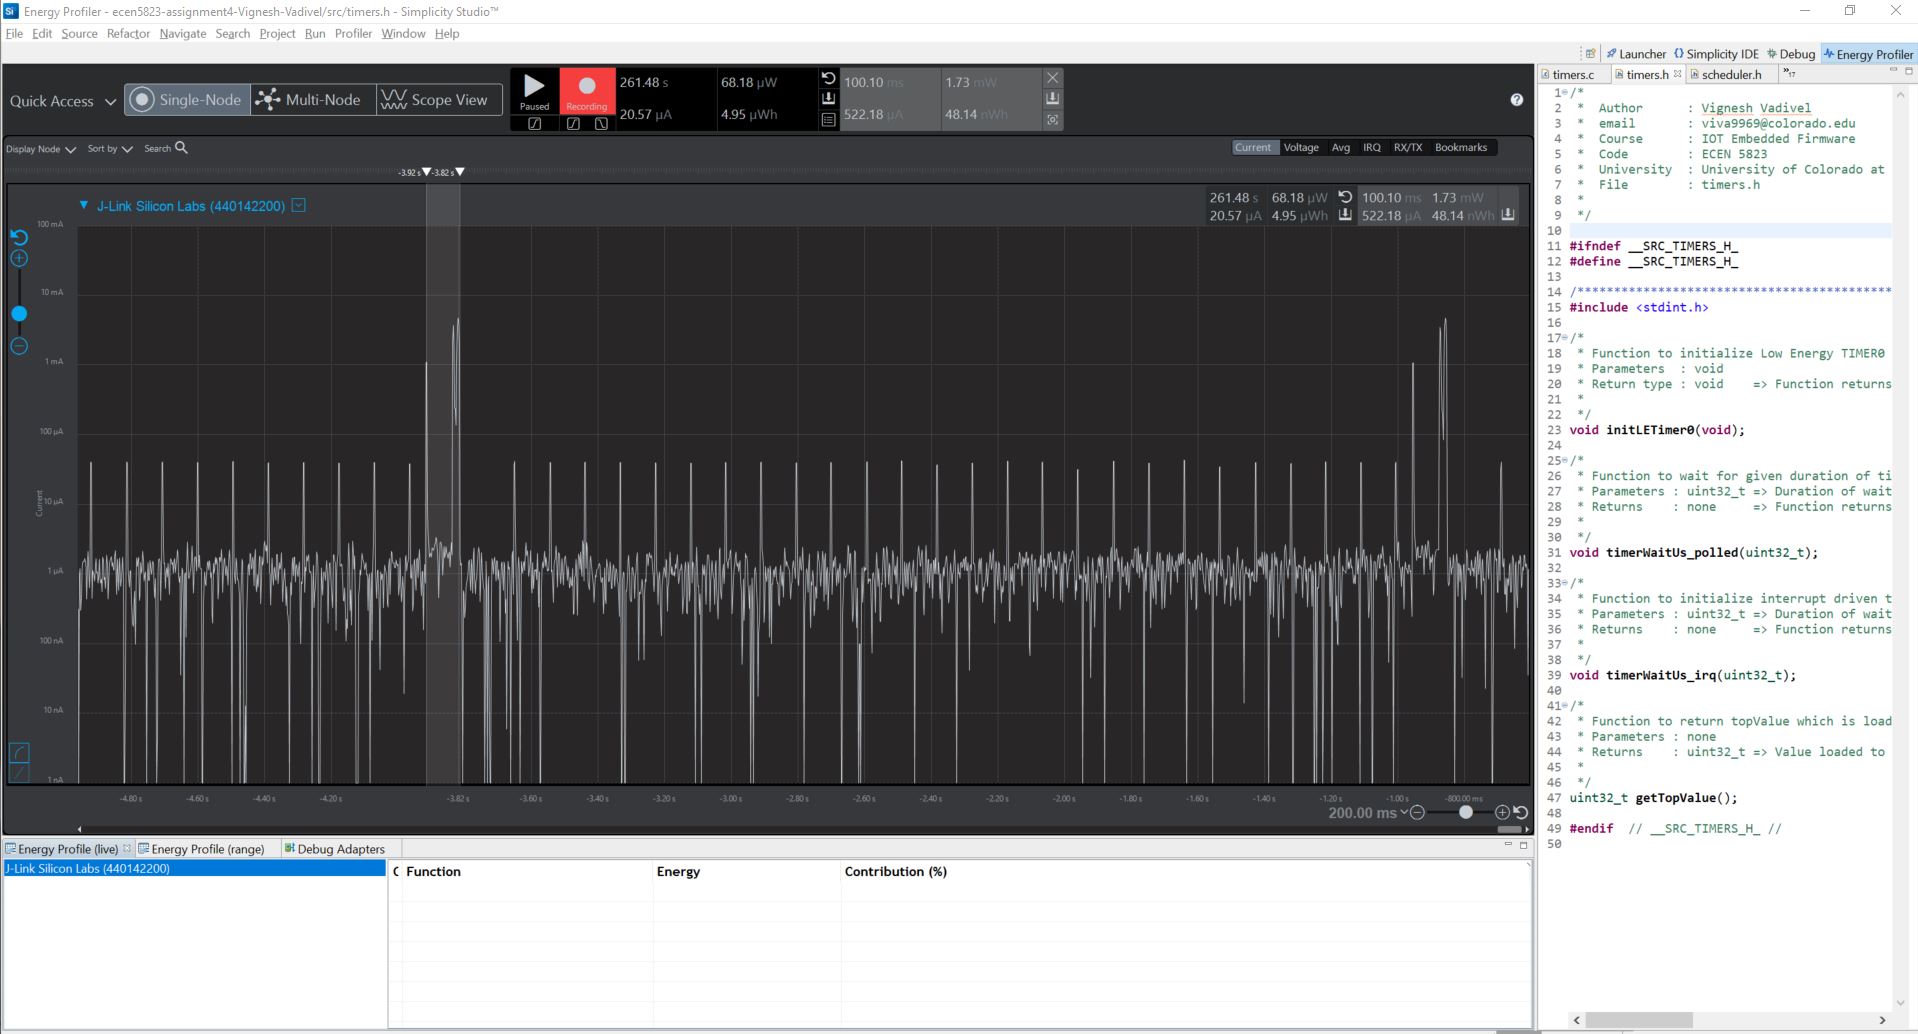 Energy Profiler - ecen5823-assignment4-Vignesh-Vadivel/src/timers.h - Simplicity Studio™
File Edit Source Refactor Navigate Search Project Run Profiler Window Help
Launcher Simplicity IDE Debug Energy Profiler
Quick Access Single-Node Multi-Node Scope View
Paused Recording
261.48 s 68.18 µW 100.10 ms 1.73 mW
20.57 µA 4.95 µWh 522.18 µA 48.14 nWh
Display Node Sort by Search
Current Voltage Avg IRQ RX/TX Bookmarks
-3.92 s -3.82 s
J-Link Silicon Labs (440142200)
261.48 s 68.18 µW 100.10 ms 1.73 mW
20.57 µA 4.95 µWh 522.18 µA 48.14 nWh
100 mA
10 mA
1 mA
100 µA
10 µA
Current
1 µA
100 nA
10 nA
1 nA
-4.80 s -4.60 s -4.40 s -4.20 s -3.82 s -3.60 s -3.40 s -3.20 s -3.00 s -2.80 s -2.60 s -2.40 s -2.20 s -2.00 s -1.80 s -1.60 s -1.40 s -1.20 s -1.00 s -800.00 ms
200.00 ms
Energy Profile (live) Energy Profile (range) Debug Adapters
J-Link Silicon Labs (440142200)
C Function Energy Contribution (%)
timers.c timers.h scheduler.h »17
1 /*
2 * Author : Vignesh Vadivel
3 * email : viva9969@colorado.edu
4 * Course : IOT Embedded Firmware
5 * Code : ECEN 5823
6 * University : University of Colorado at
7 * File : timers.h
8 *
9 */
10
11 #ifndef __SRC_TIMERS_H_
12 #define __SRC_TIMERS_H_
13
14 /*******************************************
15 #include <stdint.h>
16
17 /*
18 * Function to initialize Low Energy TIMER0
19 * Parameters : void
20 * Return type : void => Function returns
21 *
22 */
23 void initLETimer0(void);
24
25 /*
26 * Function to wait for given duration of ti
27 * Parameters : uint32_t => Duration of wait
28 * Returns : none => Function returns
29 *
30 */
31 void timerWaitUs_polled(uint32_t);
32
33 /*
34 * Function to initialize interrupt driven t
35 * Parameters : uint32_t => Duration of wait
36 * Returns : none => Function returns
37 *
38 */
39 void timerWaitUs_irq(uint32_t);
40
41 /*
42 * Function to return topValue which is load
43 * Parameters : none
44 * Returns : uint32_t => Value loaded to
45 *
46 */
47 uint32_t getTopValue();
48
49 #endif // __SRC_TIMERS_H_ //
50